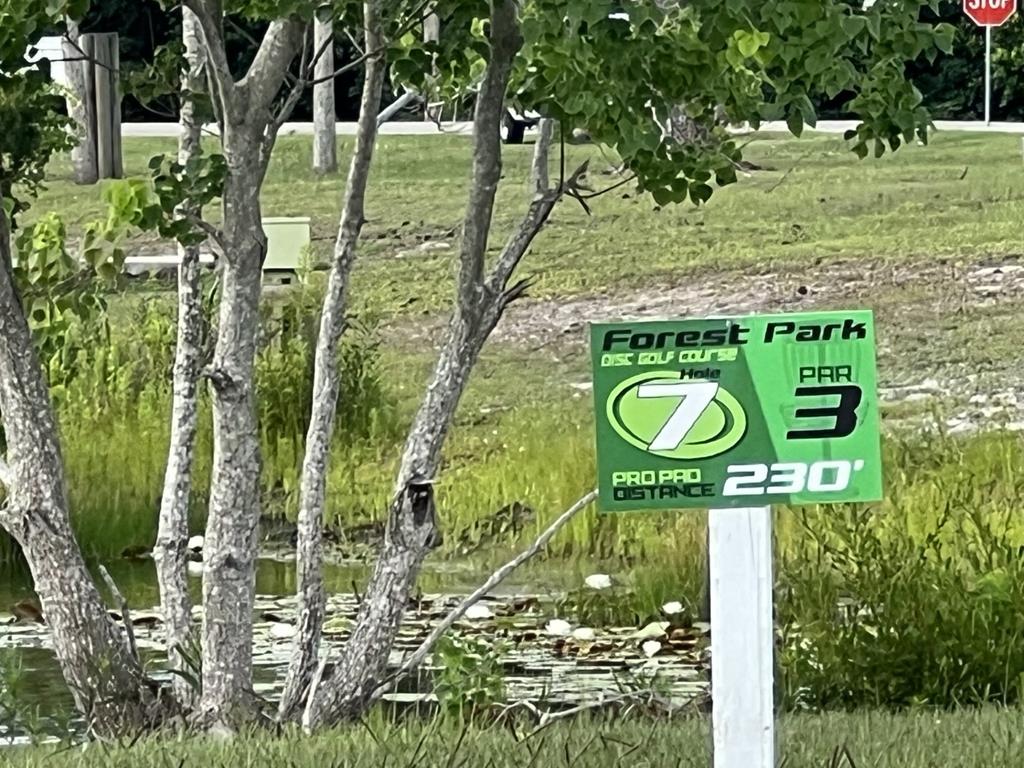 STOP
Forest Park
DISC GOLF COURSE
Hole
7
PAR
3
PRO PAD
DISTANCE
230'